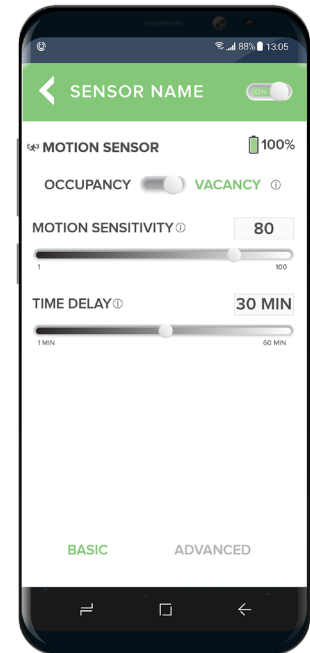 88% 13:05
SENSOR NAME ON
MOTION SENSOR 100%
OCCUPANCY VACANCY
MOTION SENSITIVITY 80
1 100
TIME DELAY 30 MIN
1 MIN 60 MIN
BASIC ADVANCED